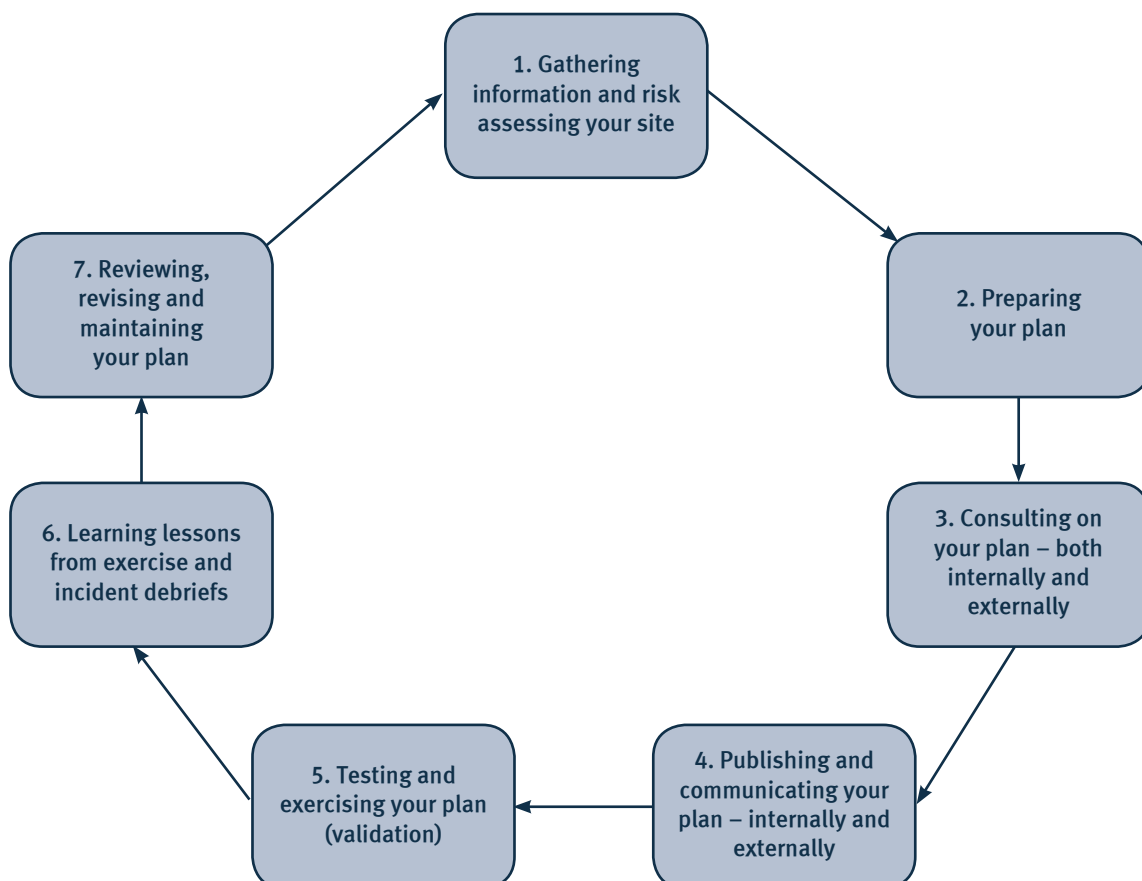 1. Gathering
information and risk
assessing your site
2. Preparing
your plan
3. Consulting on
your plan – both
internally and
externally
4. Publishing and
communicating your
plan – internally and
externally
5. Testing and
exercising your plan
(validation)
6. Learning lessons
from exercise and
incident debriefs
7. Reviewing,
revising and
maintaining
your plan